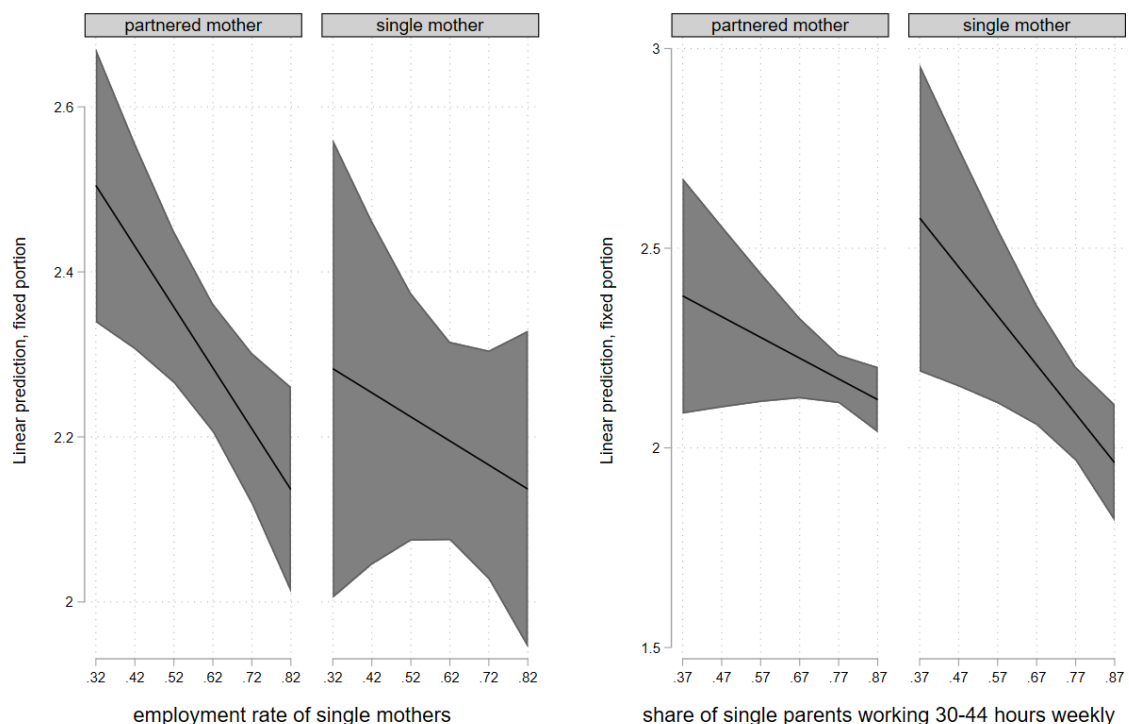 partnered mother
single mother
Linear prediction, fixed portion
2.6
2.4
2.2
2
.32 .42 .52 .62 .72 .82
.32 .42 .52 .62 .72 .82
employment rate of single mothers
partnered mother
single mother
Linear prediction, fixed portion
3
2.5
2
1.5
.37 .47 .57 .67 .77 .87
.37 .47 .57 .67 .77 .87
share of single parents working 30-44 hours weekly